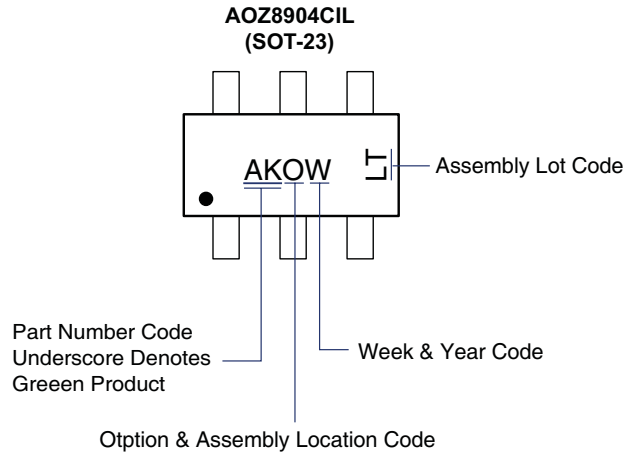 AOZ8904CIL
(SOT-23)
AKOW
LT
Assembly Lot Code
Part Number Code
Underscore Denotes
Greeen Product
Week & Year Code
Otption & Assembly Location Code